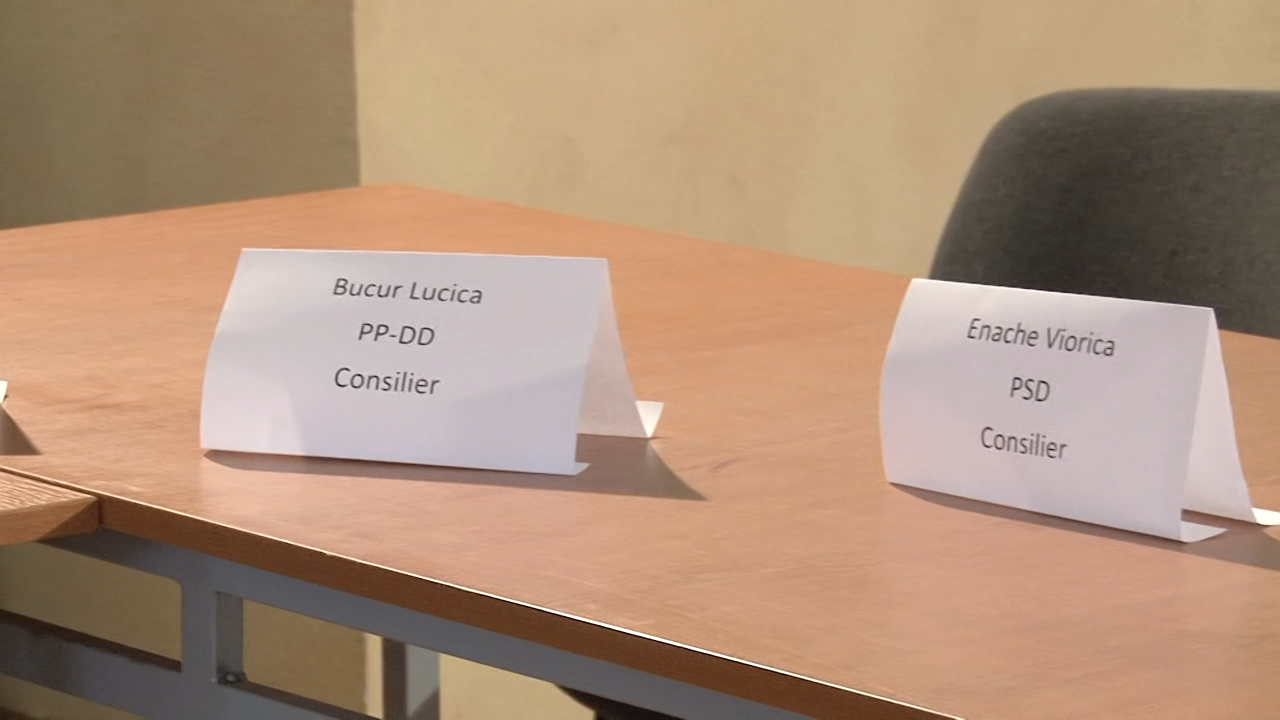 Bucur Lucica
PP-DD
Consilier
Enache Viorica
PSD
Consilier